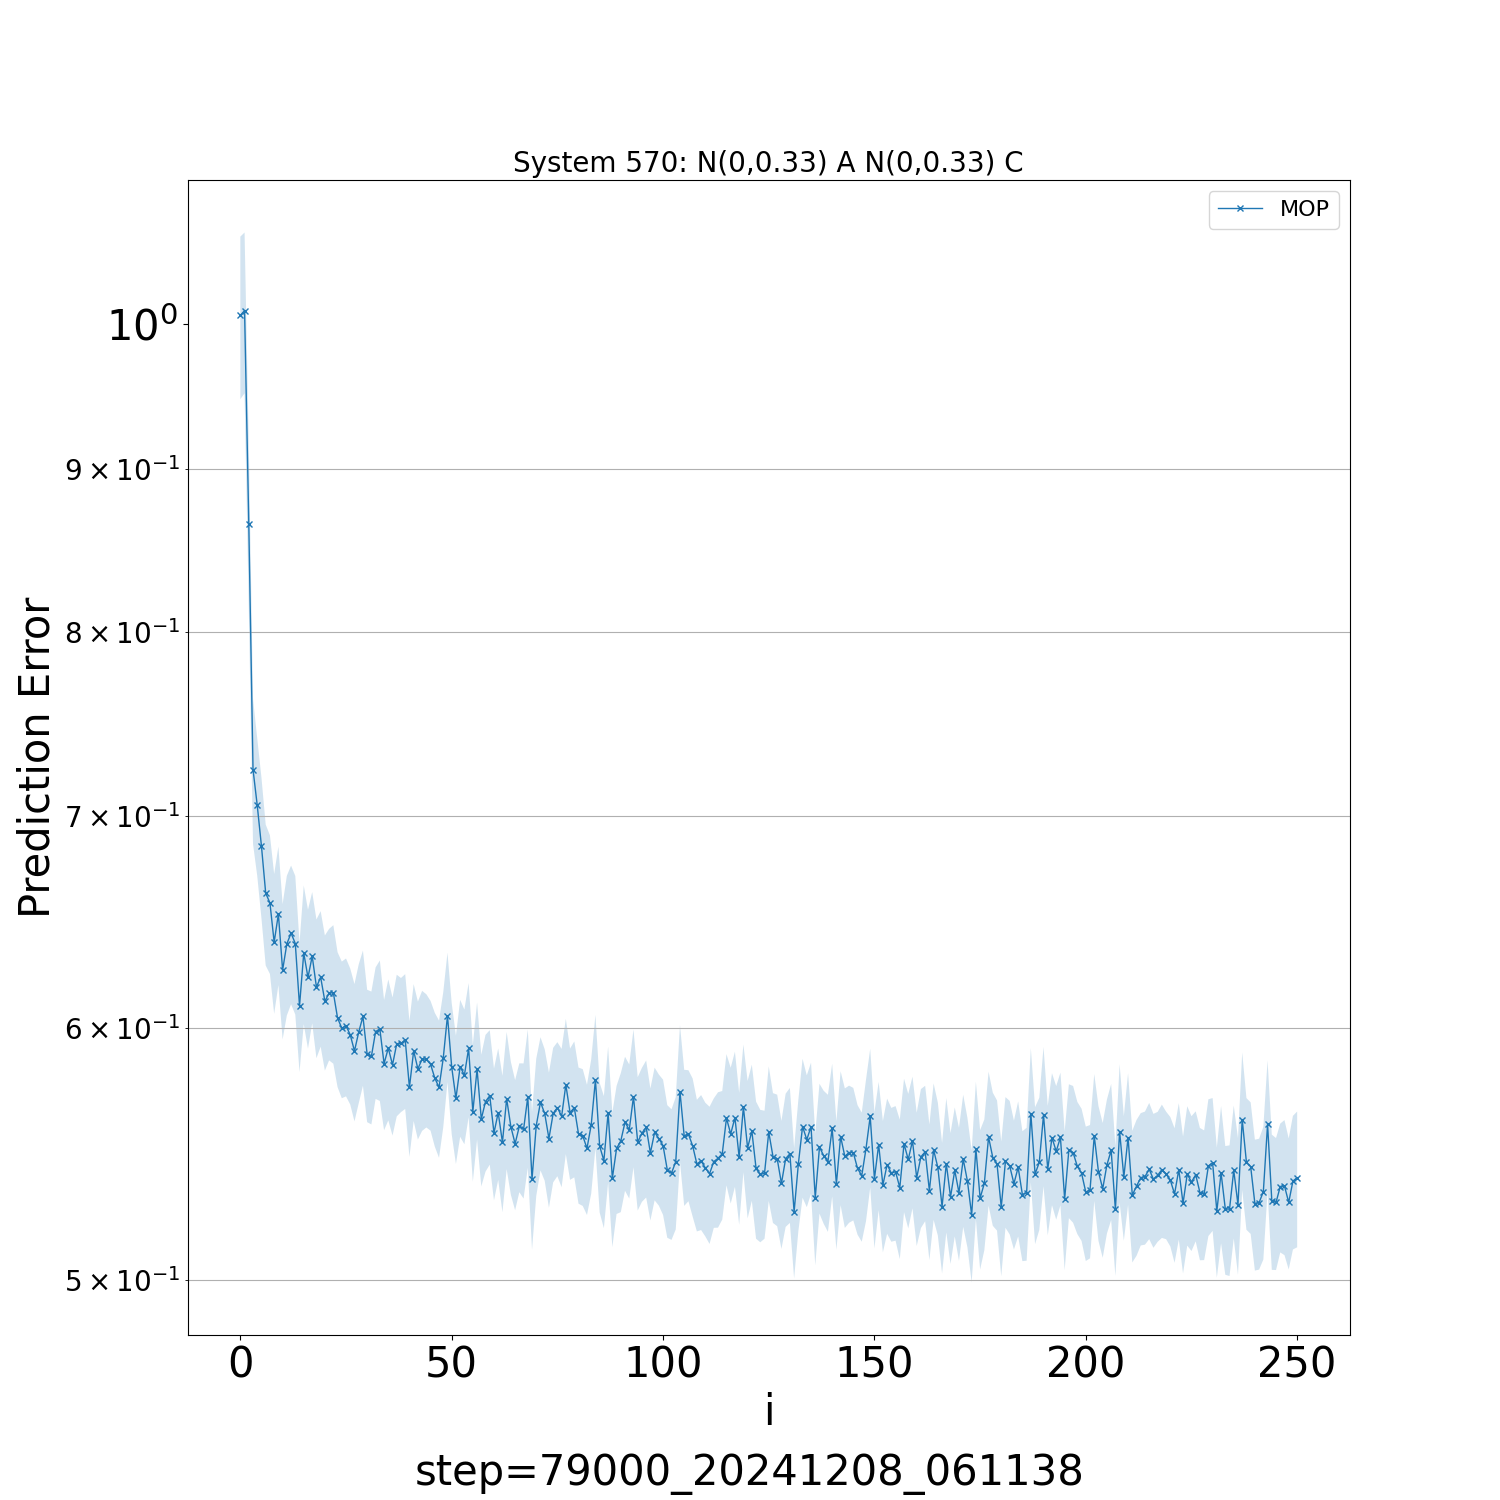 System 570: N(0,0.33) A N(0,0.33) C
MOP
10⁰
9 × 10⁻¹
8 × 10⁻¹
7 × 10⁻¹
6 × 10⁻¹
5 × 10⁻¹
Prediction Error
0 50 100 150 200 250
i
step=79000_20241208_061138